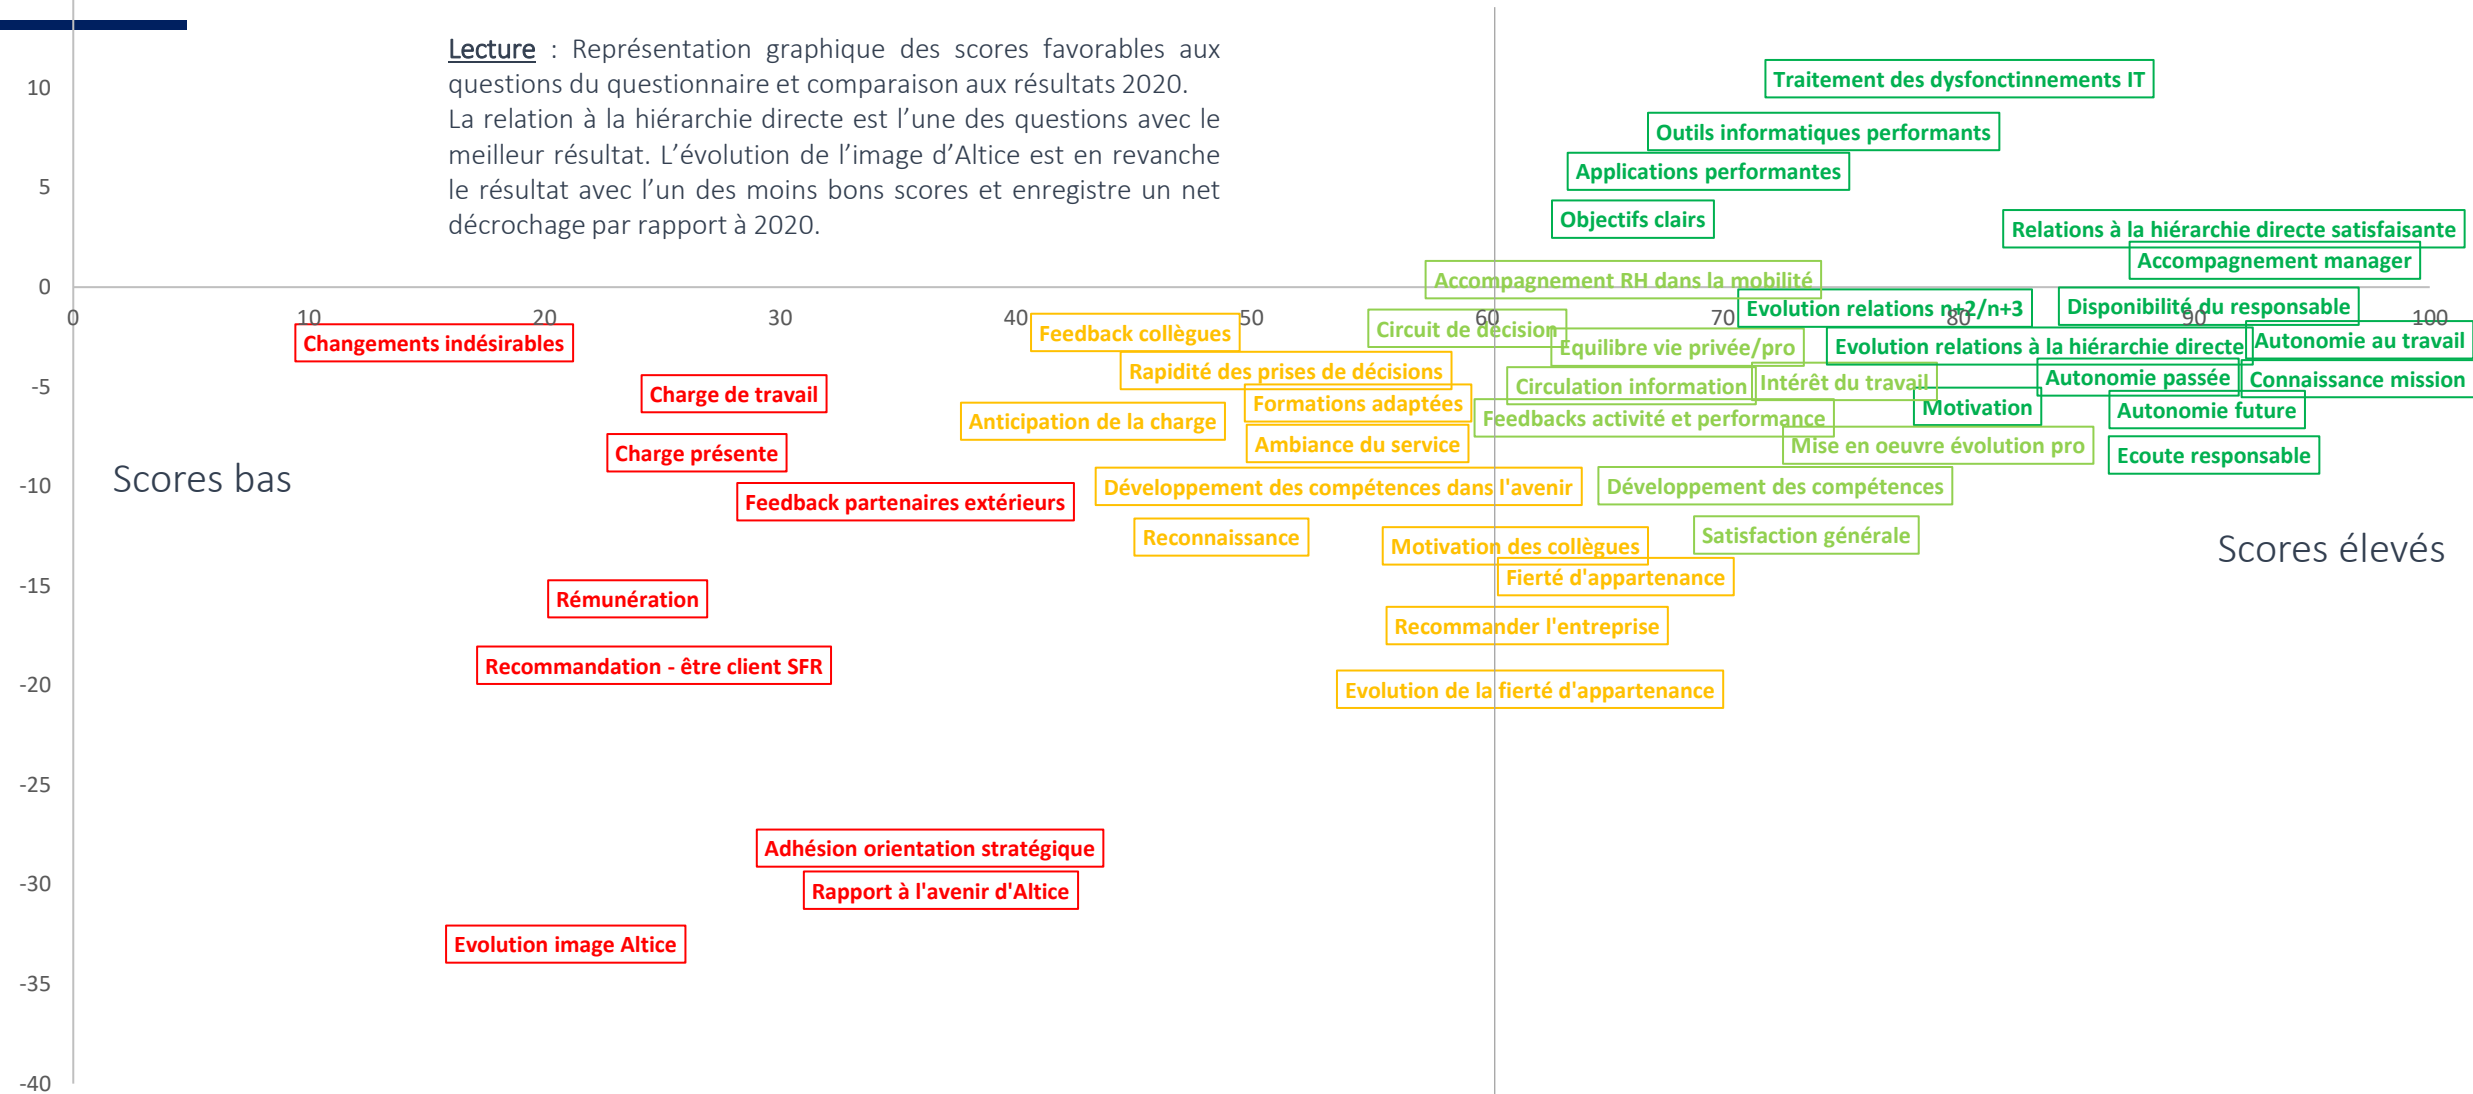 Lecture : Représentation graphique des scores favorables aux
questions du questionnaire et comparaison aux résultats 2020.
La relation à la hiérarchie directe est l’une des questions avec le
meilleur résultat. L’évolution de l’image d’Altice est en revanche
le résultat avec l’un des moins bons scores et enregistre un net
décrochage par rapport à 2020.
10
Traitement des dysfonctinnements IT
Outils informatiques performants
Applications performantes
5
Objectifs clairs
Relations à la hiérarchie directe satisfaisante
Accompagnement manager
Accompagnement RH dans la mobilité
0
Evolution relations n+2/n+3
Disponibilité du responsable
0 10 20 30 40 50 60 70 80 90 100
Changements indésirables
Feedback collègues
Circuit de décision
Equilibre vie privée/pro
Evolution relations à la hiérarchie directe
Autonomie au travail
Rapidité des prises de décisions
-5
Charge de travail
Circulation information
Intérêt du travail
Autonomie passée
Connaissance mission
Formations adaptées
Anticipation de la charge
Feedbacks activité et performance
Motivation
Autonomie future
Charge présente
Ambiance du service
Mise en oeuvre évolution pro
Ecoute responsable
Scores bas
-10
Feedback partenaires extérieurs
Développement des compétences dans l'avenir
Développement des compétences
Reconnaissance
Motivation des collègues
Satisfaction générale
Scores élevés
-15
Rémunération
Fierté d'appartenance
Recommander l'entreprise
Recommandation - être client SFR
-20
Evolution de la fierté d'appartenance
-25
Adhésion orientation stratégique
-30
Rapport à l'avenir d'Altice
Evolution image Altice
-35
-40